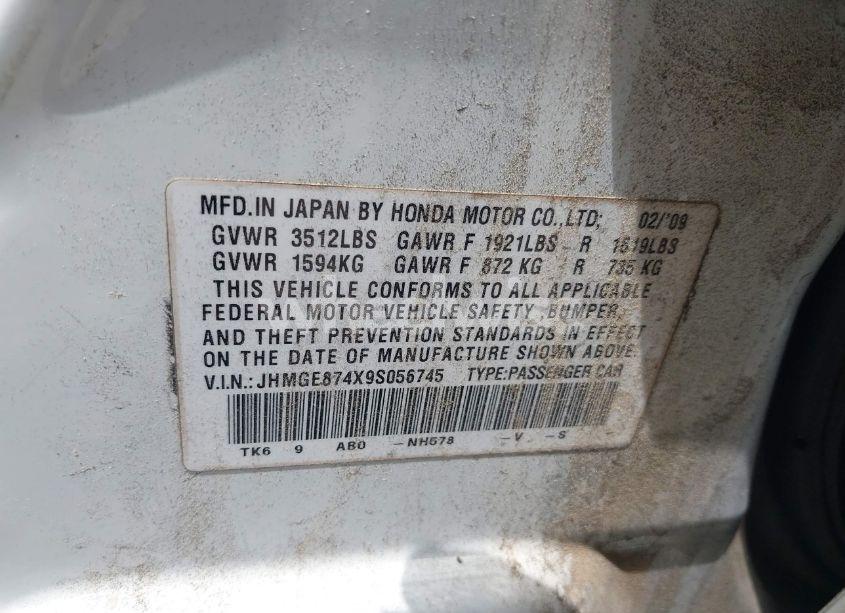 MFD.IN JAPAN BY HONDA MOTOR CO.,LTD; 02/'09
GVWR 3512LBS GAWR F 1921LBS R 1619LBS
GVWR 1594KG GAWR F 872 KG R 735 KG
THIS VEHICLE CONFORMS TO ALL APPLICABLE
FEDERAL MOTOR VEHICLE SAFETY, BUMPER,
AND THEFT PREVENTION STANDARDS IN EFFECT
ON THE DATE OF MANUFACTURE SHOWN ABOVE.
V.I.N.: JHMGE874X9S056745 TYPE:PASSENGER CAR
TK6 9 AB0 -NH578 -V -S -